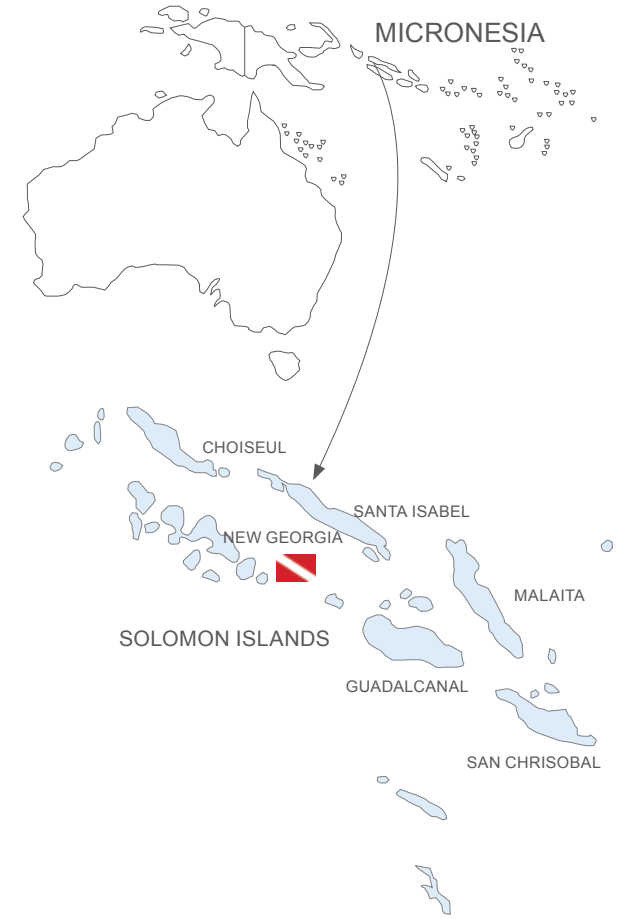 MICRONESIA
CHOISEUL
SANTA ISABEL
NEW GEORGIA
MALAITA
SOLOMON ISLANDS
GUADALCANAL
SAN CHRISOBAL